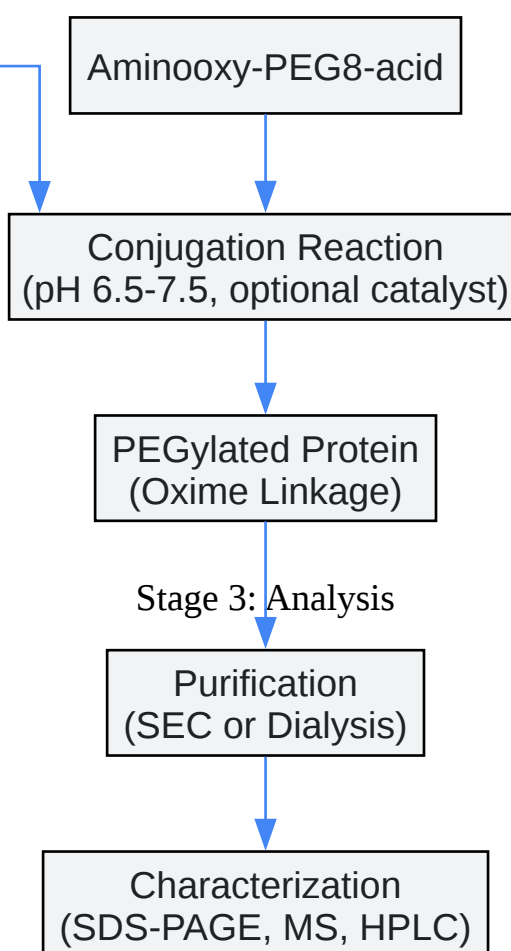 Aminooxy-PEG8-acid
Conjugation Reaction
(pH 6.5-7.5, optional catalyst)
PEGylated Protein
(Oxime Linkage)
Stage 3: Analysis
Purification
(SEC or Dialysis)
Characterization
(SDS-PAGE, MS, HPLC)